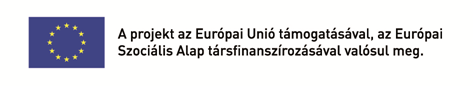 A projekt az Európai Unió támogatásával, az Európai
Szociális Alap társfinanszírozásával valósul meg.